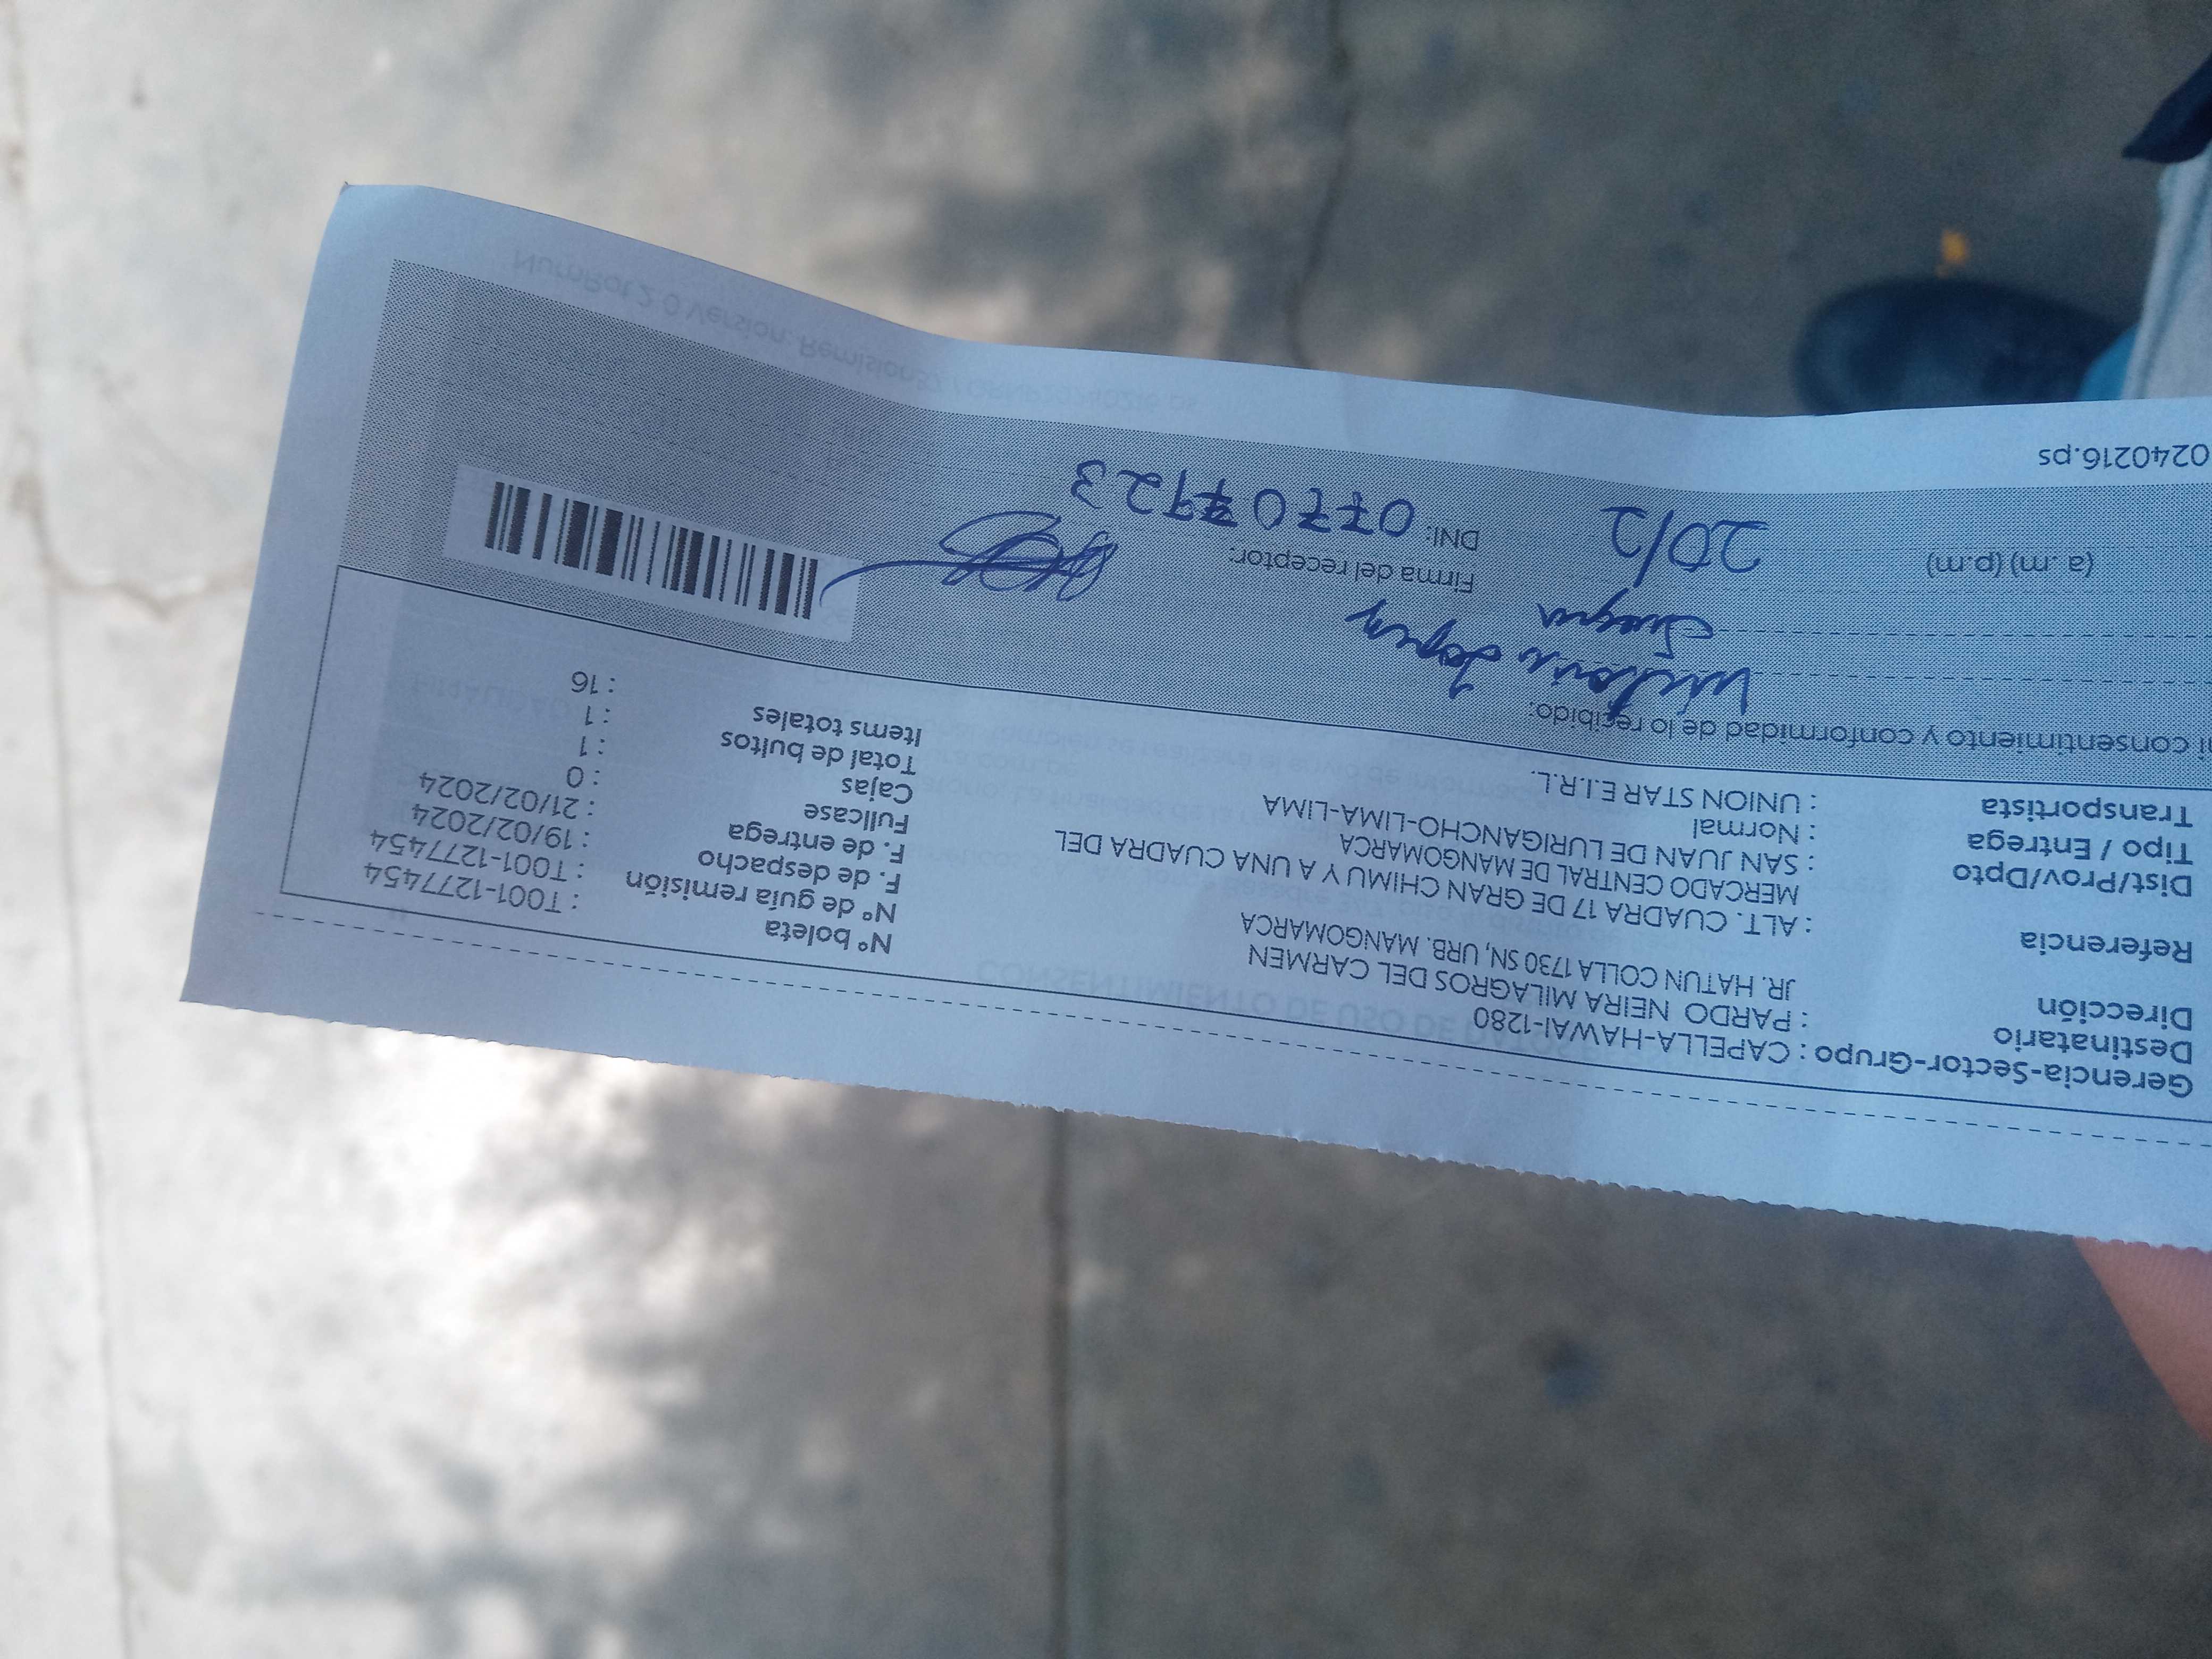 Gerencia-Sector-Grupo : CAPELLA-HAWAI-1280
Destinatario : PARDO NEIRA MILAGROS DEL CARMEN
Dirección JR. HATUN COLLA 1730 SN, URB. MANGOMARCA
Referencia : ALT. CUADRA 17 DE GRAN CHIMU Y A UNA CUADRA DEL
MERCADO CENTRAL DE MANGOMARCA
Dist/Prov/Dpto : SAN JUAN DE LURIGANCHO-LIMA-LIMA
Tipo / Entrega : Normal
Transportista : UNION STAR E.I.R.L.
N° boleta : T001-1277454
N° de guía remisión : T001-1277454
F. de despacho : 19/02/2024
F. de entrega : 21/02/2024
Fullcase : 0
Cajas : 1
Total de bultos : 1
Items totales : 16
consentimiento y conformidad de lo recibido:
Victoria
Suegra
(a .m) (p.m) 20/2
Firma del receptor:
DNI: 07707923
0240216.ps